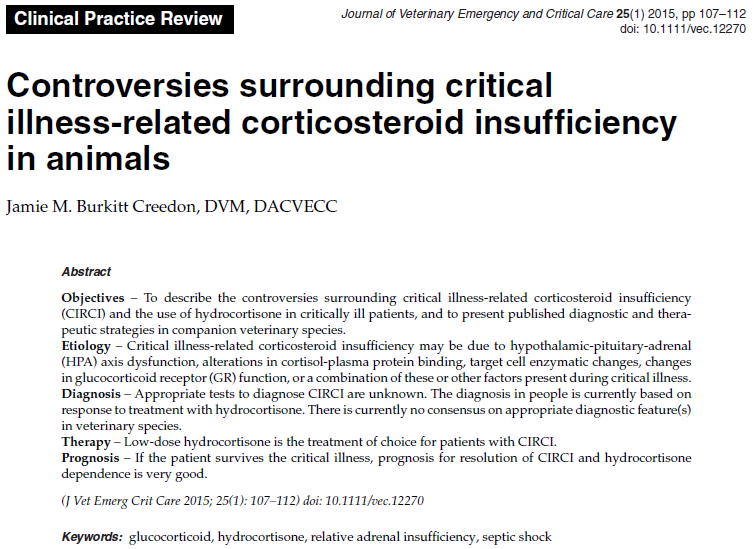 Clinical Practice Review
Journal of Veterinary Emergency and Critical Care 25(1) 2015, pp 107–112
doi: 10.1111/vec.12270
Controversies surrounding critical
illness-related corticosteroid insufficiency
in animals
Jamie M. Burkitt Creedon, DVM, DACVECC
Abstract
Objectives – To describe the controversies surrounding critical illness-related corticosteroid insufficiency
(CIRCI) and the use of hydrocortisone in critically ill patients, and to present published diagnostic and thera-
peutic strategies in companion veterinary species.
Etiology – Critical illness-related corticosteroid insufficiency may be due to hypothalamic-pituitary-adrenal
(HPA) axis dysfunction, alterations in cortisol-plasma protein binding, target cell enzymatic changes, changes
in glucocorticoid receptor (GR) function, or a combination of these or other factors present during critical illness.
Diagnosis – Appropriate tests to diagnose CIRCI are unknown. The diagnosis in people is currently based on
response to treatment with hydrocortisone. There is currently no consensus on appropriate diagnostic feature(s)
in veterinary species.
Therapy – Low-dose hydrocortisone is the treatment of choice for patients with CIRCI.
Prognosis – If the patient survives the critical illness, prognosis for resolution of CIRCI and hydrocortisone
dependence is very good.
(J Vet Emerg Crit Care 2015; 25(1): 107–112) doi: 10.1111/vec.12270
Keywords: glucocorticoid, hydrocortisone, relative adrenal insufficiency, septic shock